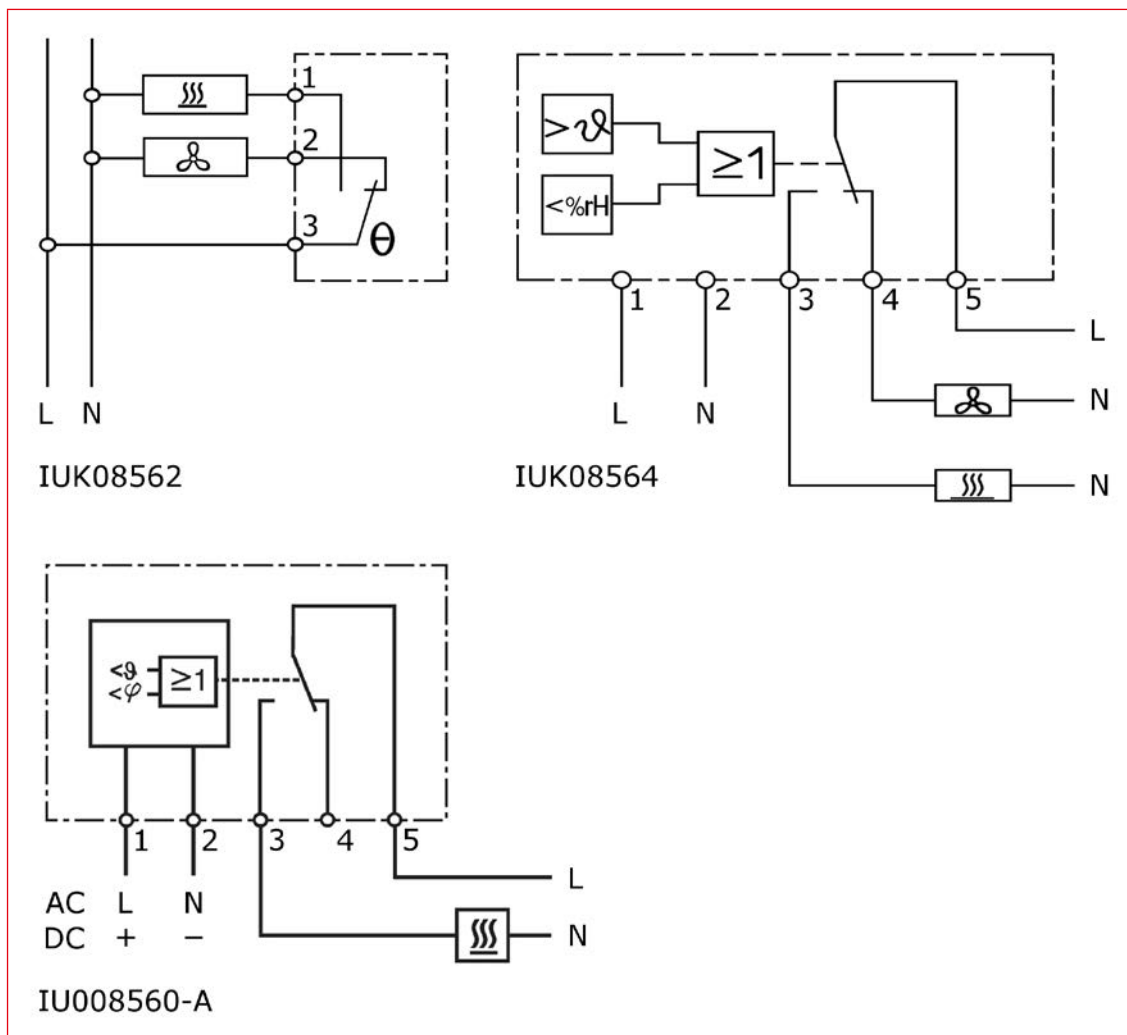 1
2
3
θ
L N
IUK08562
>ϑ
<%rH
≥1
1
2
3
4
5
L
N
L
N
N
IUK08564
<ϑ
<φ
≥1
1
2
3
4
5
AC L N
DC + −
L
N
IU008560-A